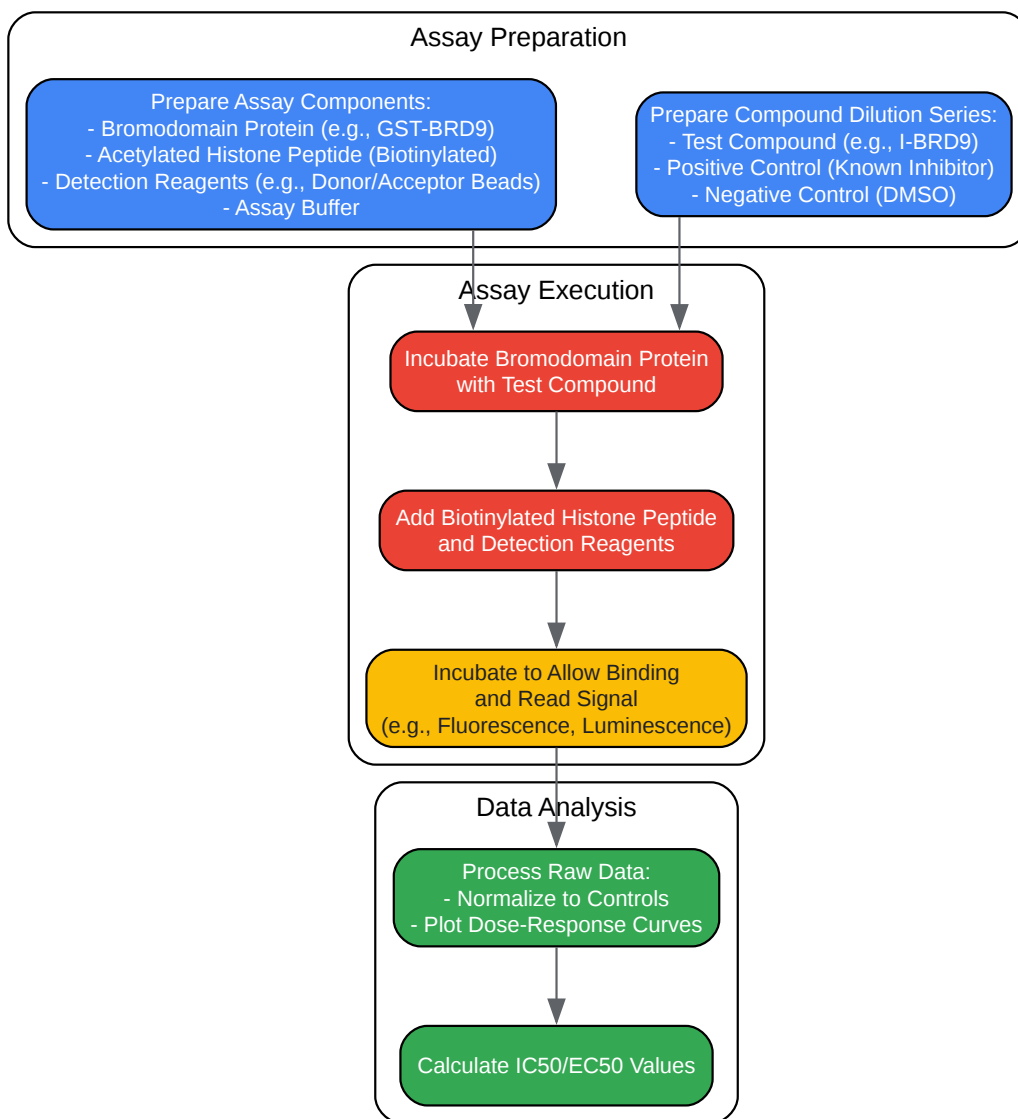 Assay Preparation
Prepare Assay Components:
- Bromodomain Protein (e.g., GST-BRD9)
- Acetylated Histone Peptide (Biotinylated)
- Detection Reagents (e.g., Donor/Acceptor Beads)
- Assay Buffer
Prepare Compound Dilution Series:
- Test Compound (e.g., I-BRD9)
- Positive Control (Known Inhibitor)
- Negative Control (DMSO)
Assay Execution
Incubate Bromodomain Protein
with Test Compound
Add Biotinylated Histone Peptide
and Detection Reagents
Incubate to Allow Binding
and Read Signal
(e.g., Fluorescence, Luminescence)
Data Analysis
Process Raw Data:
- Normalize to Controls
- Plot Dose-Response Curves
Calculate IC50/EC50 Values